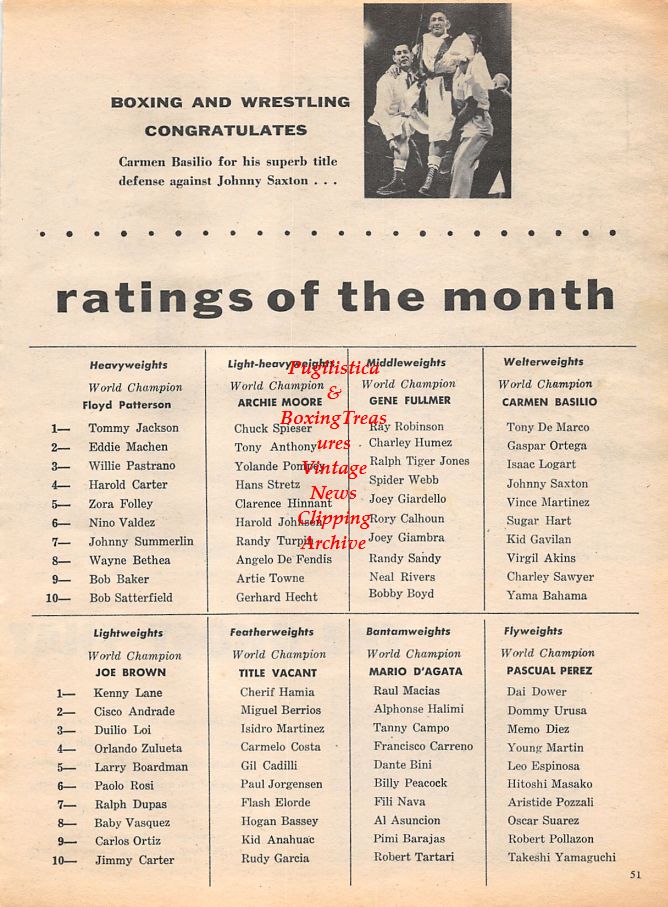 BOXING AND WRESTLING
CONGRATULATES
Carmen Basilio for his superb title
defense against Johnny Saxton . . .
ratings of the month
Heavyweights
World Champion
Floyd Patterson
1— Tommy Jackson
2— Eddie Machen
3— Willie Pastrano
4— Harold Carter
5— Zora Folley
6— Nino Valdez
7— Johnny Summerlin
8— Wayne Bethea
9— Bob Baker
10— Bob Satterfield
Light-heavyweights
World Champion
ARCHIE MOORE
Chuck Spieser
Tony Anthony
Yolande Pompey
Hans Stretz
Clarence Hinnant
Harold Johnson
Randy Turpin
Angelo De Fendis
Artie Towne
Gerhard Hecht
Middleweights
World Champion
GENE FULLMER
Ray Robinson
Charley Humez
Ralph Tiger Jones
Spider Webb
Joey Giardello
Rory Calhoun
Joey Giambra
Randy Sandy
Neal Rivers
Bobby Boyd
Welterweights
World Champion
CARMEN BASILIO
Tony De Marco
Gaspar Ortega
Isaac Logart
Johnny Saxton
Vince Martinez
Sugar Hart
Kid Gavilan
Virgil Akins
Charley Sawyer
Yama Bahama
Pugilistica
&
BoxingTreas
ures
Vintage
News
Clipping
Archive
Lightweights
World Champion
JOE BROWN
1— Kenny Lane
2— Cisco Andrade
3— Duilio Loi
4— Orlando Zulueta
5— Larry Boardman
6— Paolo Rosi
7— Ralph Dupas
8— Baby Vasquez
9— Carlos Ortiz
10— Jimmy Carter
Featherweights
World Champion
TITLE VACANT
Cherif Hamia
Miguel Berrios
Isidro Martinez
Carmelo Costa
Gil Cadilli
Paul Jorgensen
Flash Elorde
Hogan Bassey
Kid Anahuac
Rudy Garcia
Bantamweights
World Champion
MARIO D'AGATA
Raul Macias
Alphonse Halimi
Tanny Campo
Francisco Carreno
Dante Bini
Billy Peacock
Fili Nava
Al Asuncion
Pimi Barajas
Robert Tartari
Flyweights
World Champion
PASCUAL PEREZ
Dai Dower
Dommy Urusa
Memo Diez
Young Martin
Leo Espinosa
Hitoshi Masako
Aristide Pozzali
Oscar Suarez
Robert Pollazon
Takeshi Yamaguchi
51